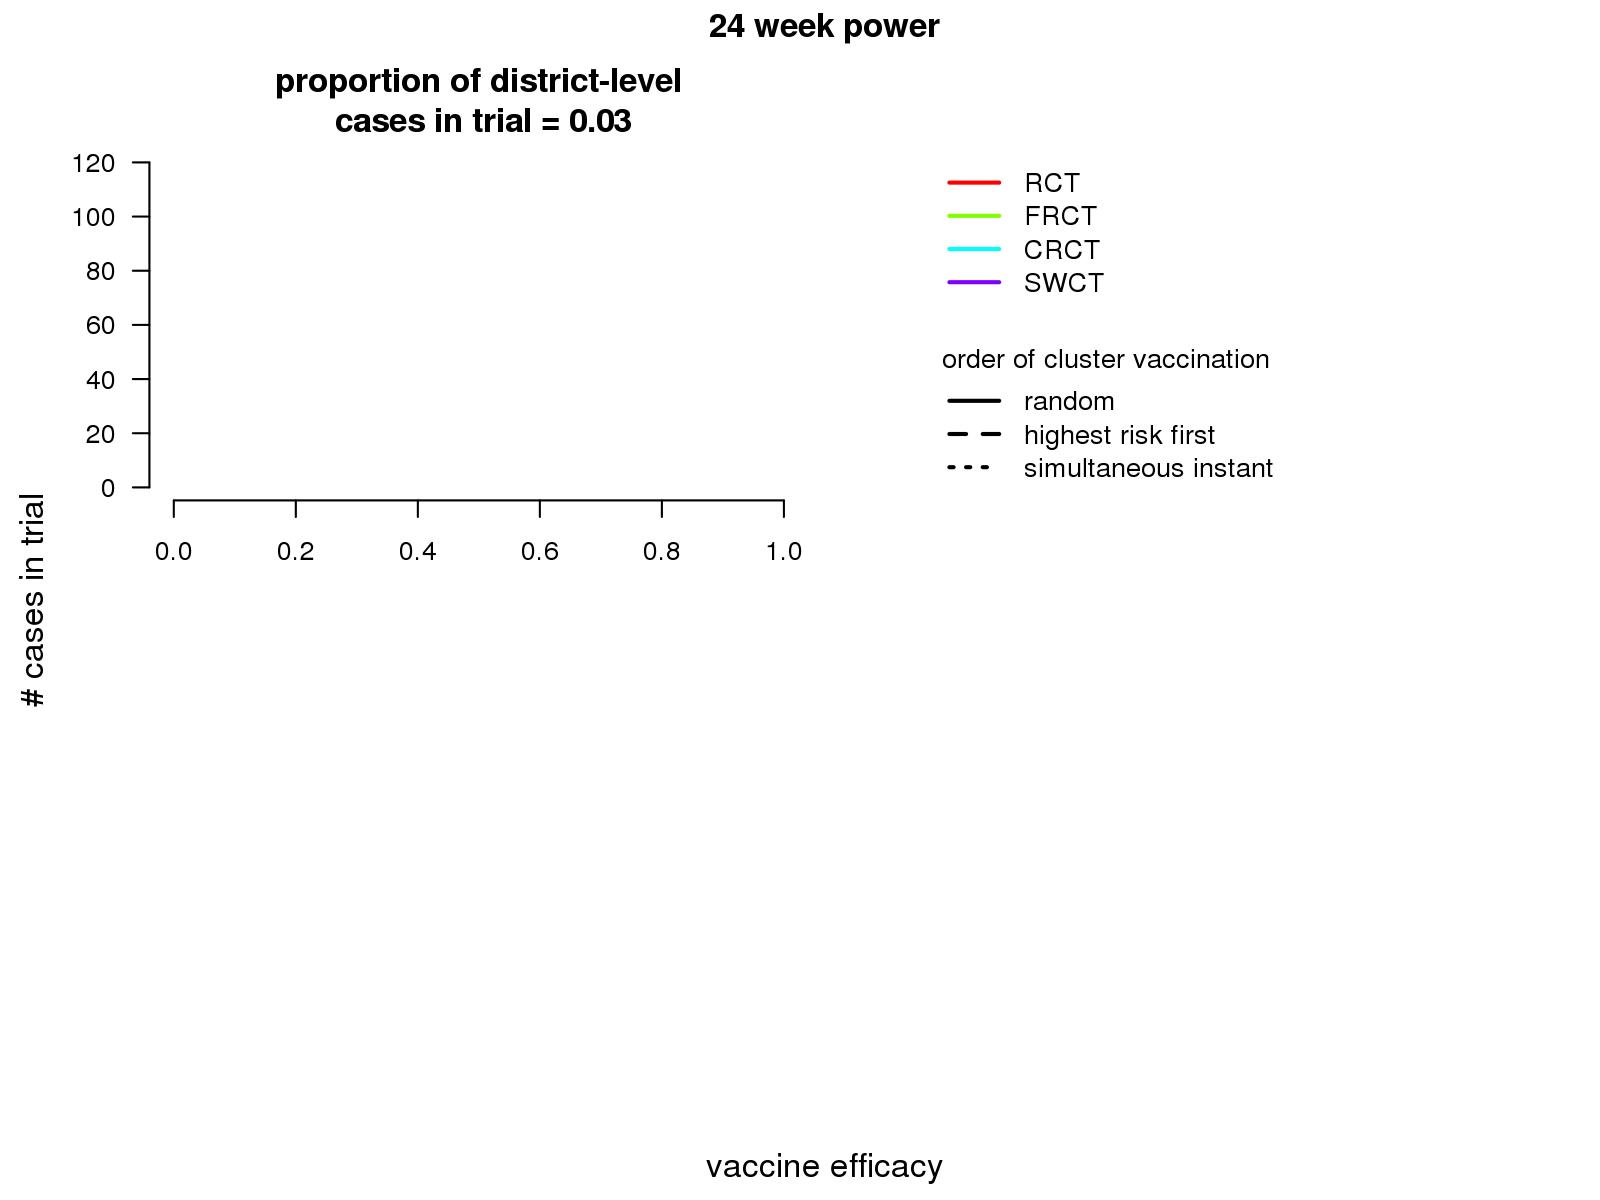 24 week power
proportion of district-level
cases in trial = 0.03
120
100
80
60
40
20
0
0.0 0.2 0.4 0.6 0.8 1.0
# cases in trial
RCT
FRCT
CRCT
SWCT
order of cluster vaccination
random
highest risk first
simultaneous instant
vaccine efficacy